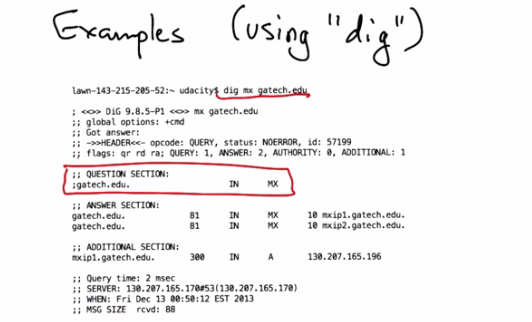 Examples (using "dig")
lawn-143-215-205-52:~ udacity$ dig mx gatech.edu
; <<>> DiG 9.8.5-P1 <<>> mx gatech.edu
;; global options: +cmd
;; Got answer:
;; ->>HEADER<<- opcode: QUERY, status: NOERROR, id: 57199
;; flags: qr rd ra; QUERY: 1, ANSWER: 2, AUTHORITY: 0, ADDITIONAL: 1
;; QUESTION SECTION:
;gatech.edu. IN MX
;; ANSWER SECTION:
gatech.edu. 81 IN MX 10 mxip1.gatech.edu.
gatech.edu. 81 IN MX 10 mxip2.gatech.edu.
;; ADDITIONAL SECTION:
mxip1.gatech.edu. 300 IN A 130.207.165.196
;; Query time: 2 msec
;; SERVER: 130.207.165.170#53(130.207.165.170)
;; WHEN: Fri Dec 13 00:50:12 EST 2013
;; MSG SIZE rcvd: 88